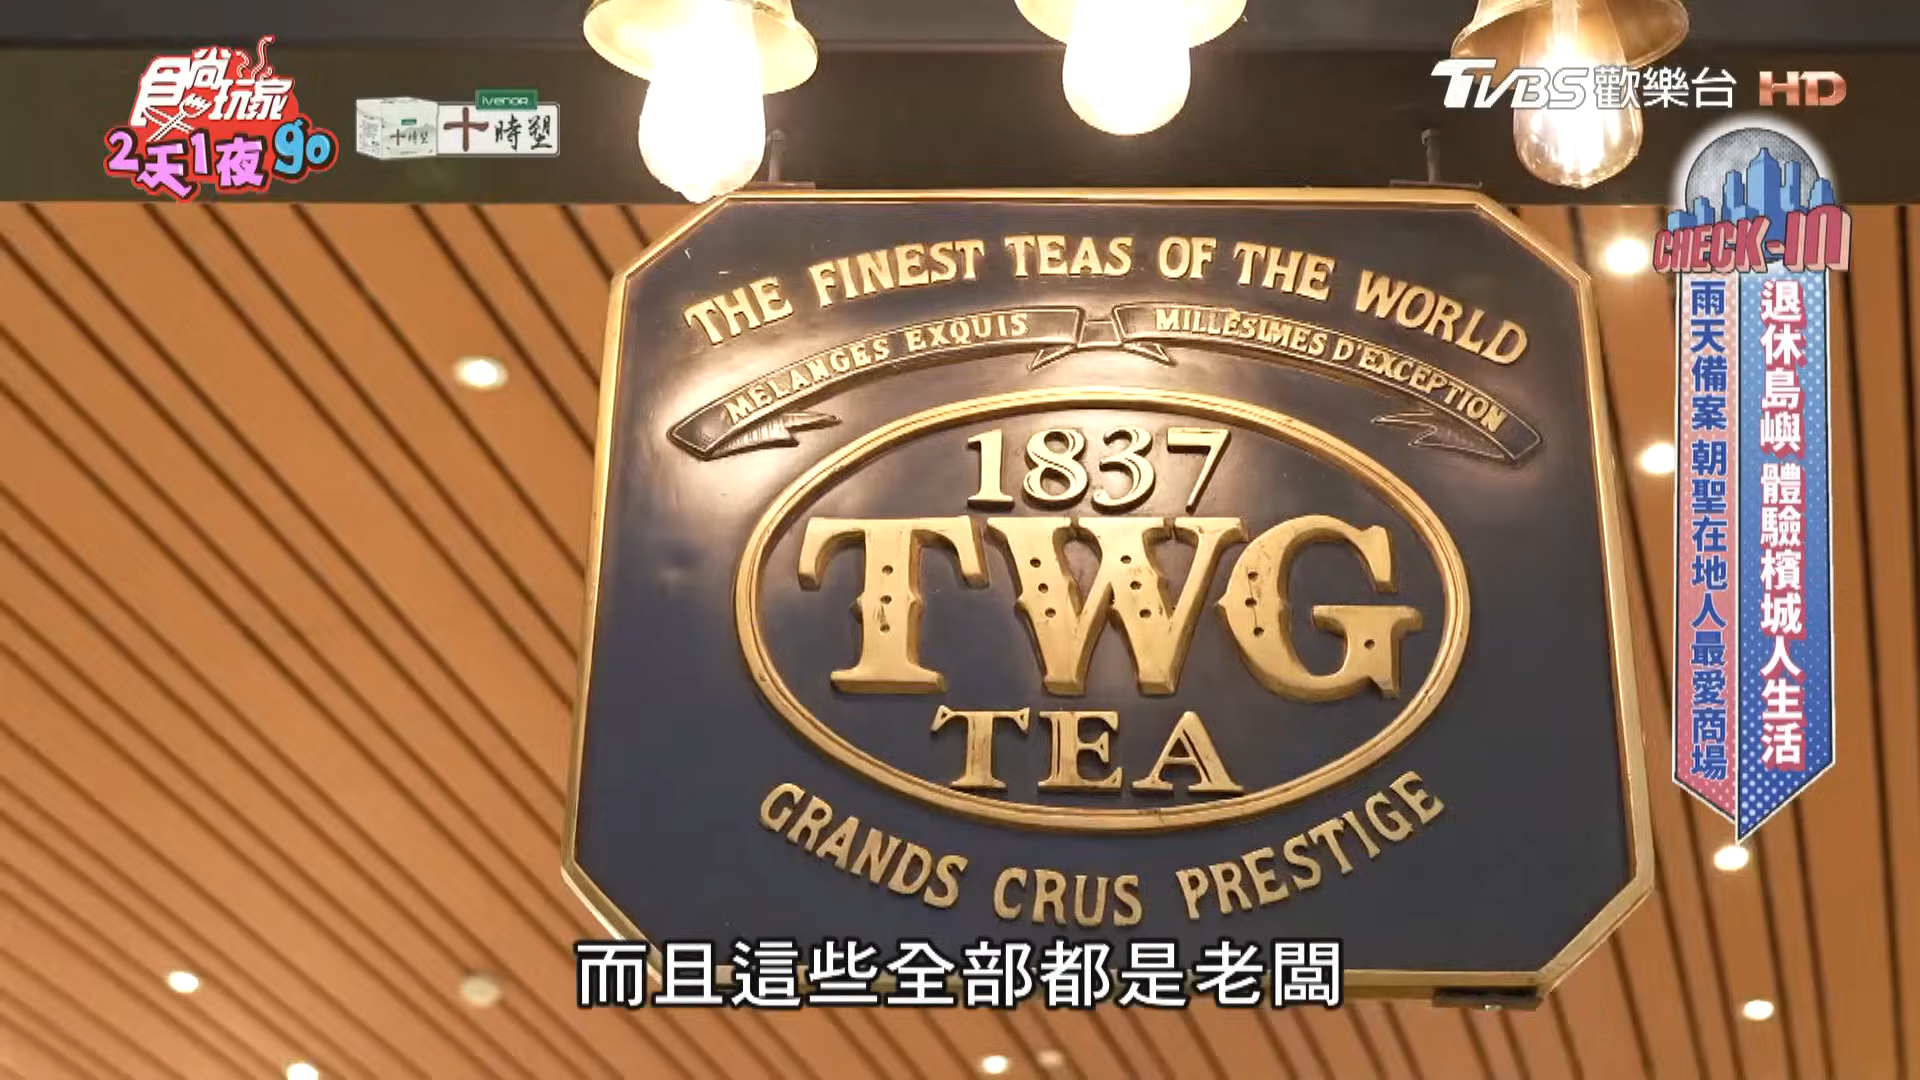 食尚玩家
2天1夜go
iVENOR
十時塑
TVBS歡樂台 HD
CHECK-IN
退休島嶼 體驗檳城人生活
雨天備案 朝聖在地人最愛商場
THE FINEST TEAS OF THE WORLD
MÉLANGES EXQUIS MILLÉSIMES D'EXCEPTION
1837
TWG
TEA
GRANDS CRUS PRESTIGE
而且這些全部都是老闆